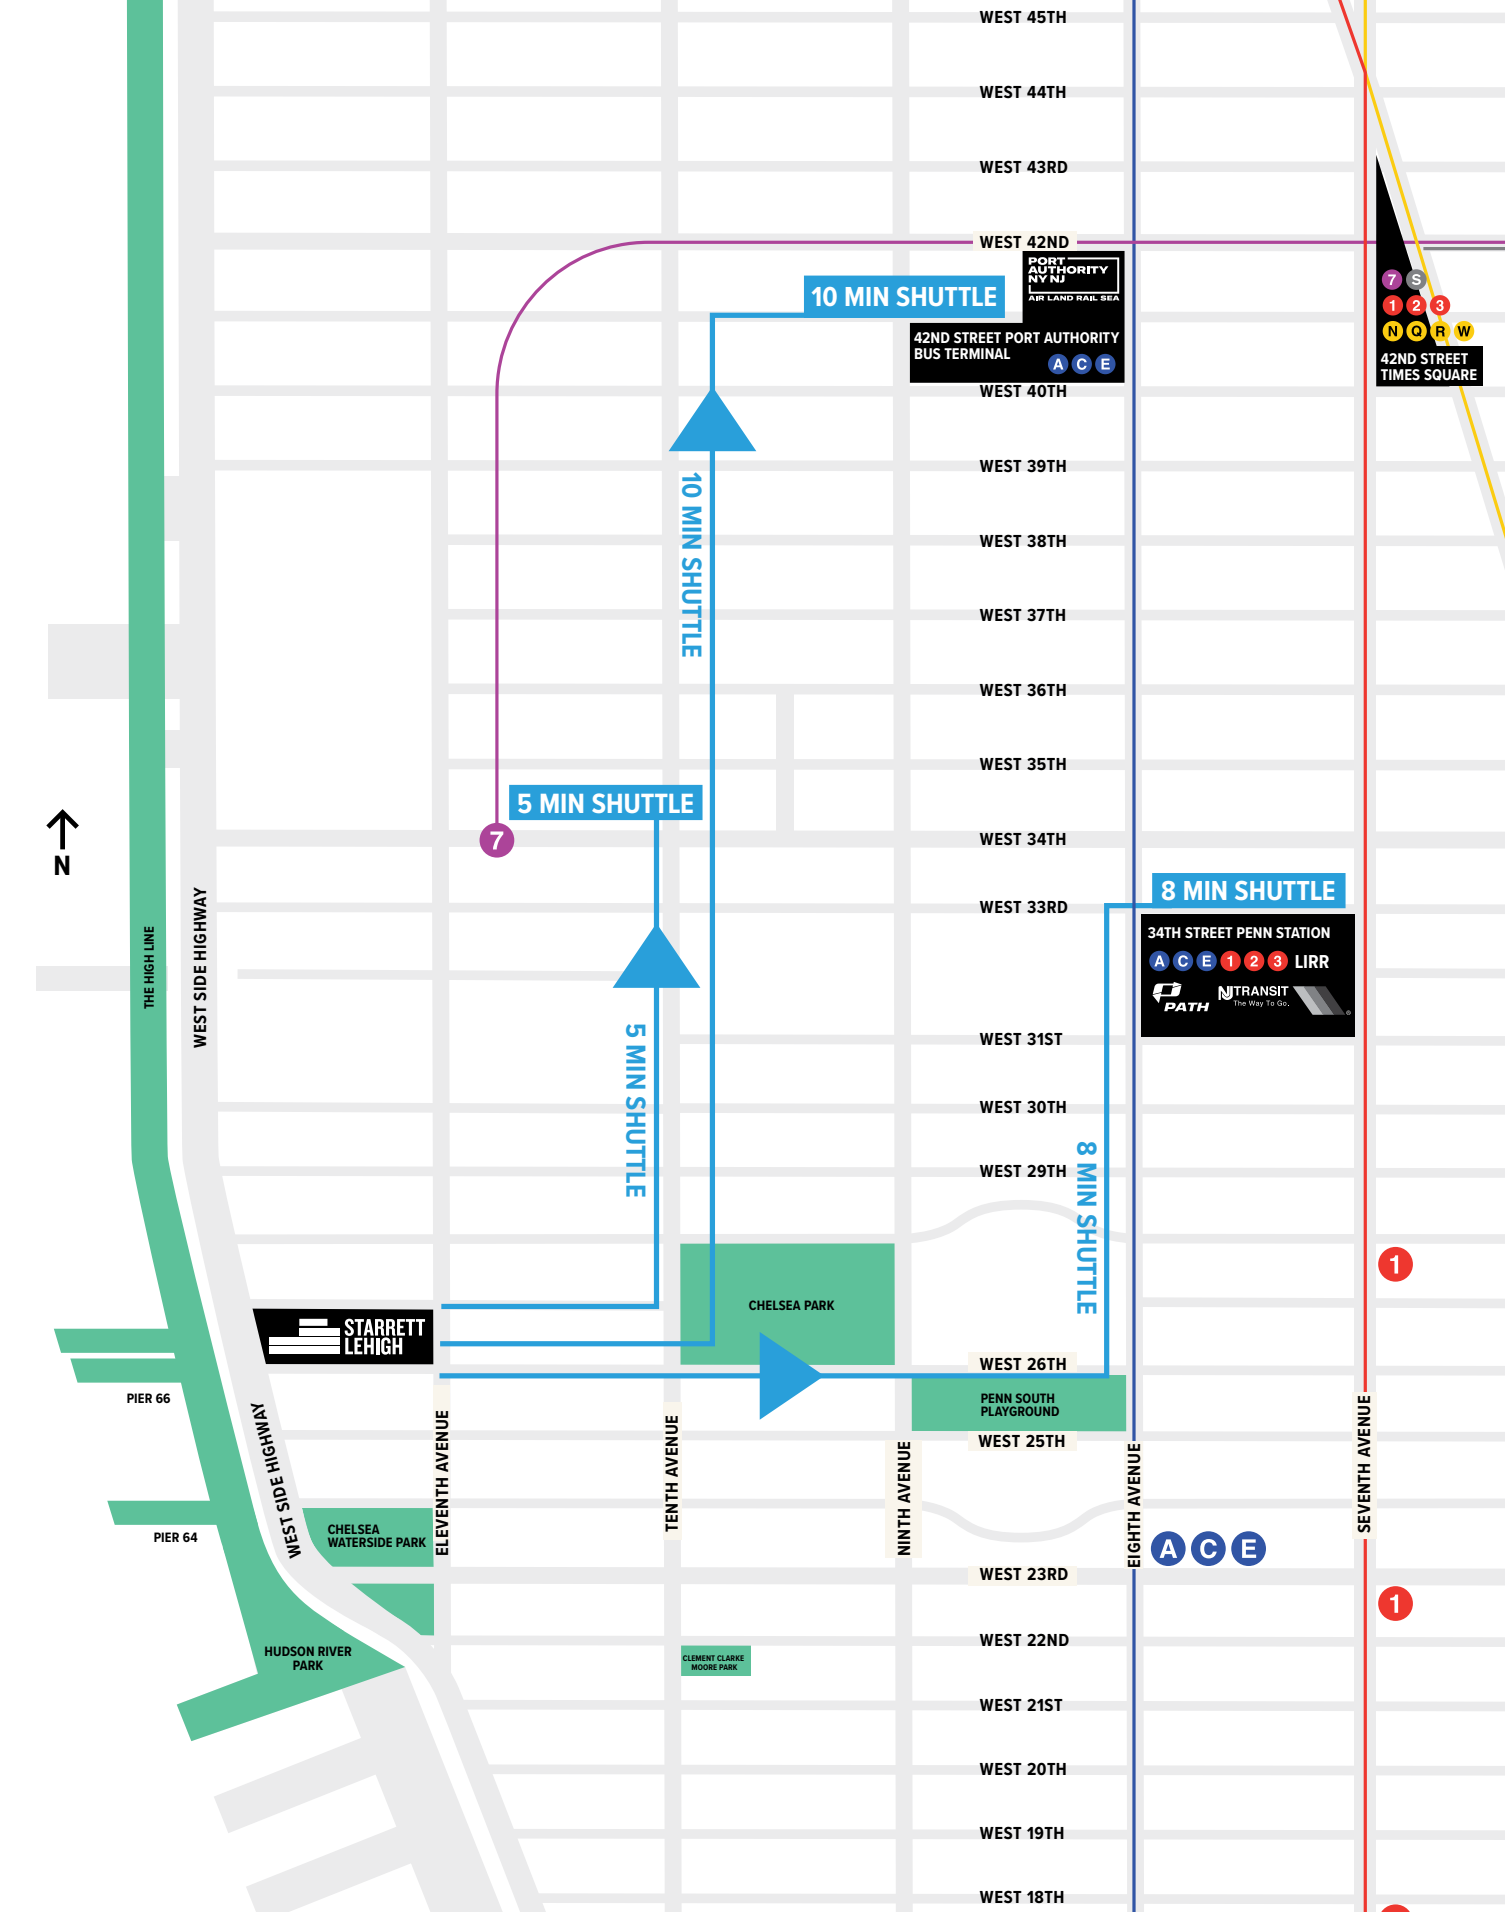 WEST 45TH
WEST 44TH
WEST 43RD
WEST 42ND
PORT
AUTHORITY
NY NJ
AIR LAND RAIL SEA
10 MIN SHUTTLE
42ND STREET PORT AUTHORITY
BUS TERMINAL
A C E
7 S
1 2 3
N Q R W
42ND STREET
TIMES SQUARE
WEST 40TH
WEST 39TH
10 MIN SHUTTLE
WEST 38TH
WEST 37TH
WEST 36TH
WEST 35TH
5 MIN SHUTTLE
7
WEST 34TH
N
8 MIN SHUTTLE
WEST 33RD
34TH STREET PENN STATION
A C E 1 2 3 LIRR
PATH
NJ TRANSIT
The Way To Go.
THE HIGH LINE
WEST SIDE HIGHWAY
5 MIN SHUTTLE
WEST 31ST
WEST 30TH
WEST 29TH
8 MIN SHUTTLE
1
CHELSEA PARK
STARRETT
LEHIGH
WEST 26TH
PENN SOUTH
PLAYGROUND
WEST 25TH
PIER 66
WEST SIDE HIGHWAY
ELEVENTH AVENUE
TENTH AVENUE
NINTH AVENUE
EIGHTH AVENUE
SEVENTH AVENUE
PIER 64
CHELSEA
WATERSIDE PARK
A C E
WEST 23RD
1
HUDSON RIVER
PARK
CLEMENT CLARKE
MOORE PARK
WEST 22ND
WEST 21ST
WEST 20TH
WEST 19TH
WEST 18TH